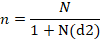 n = N / (1 + N(d2))